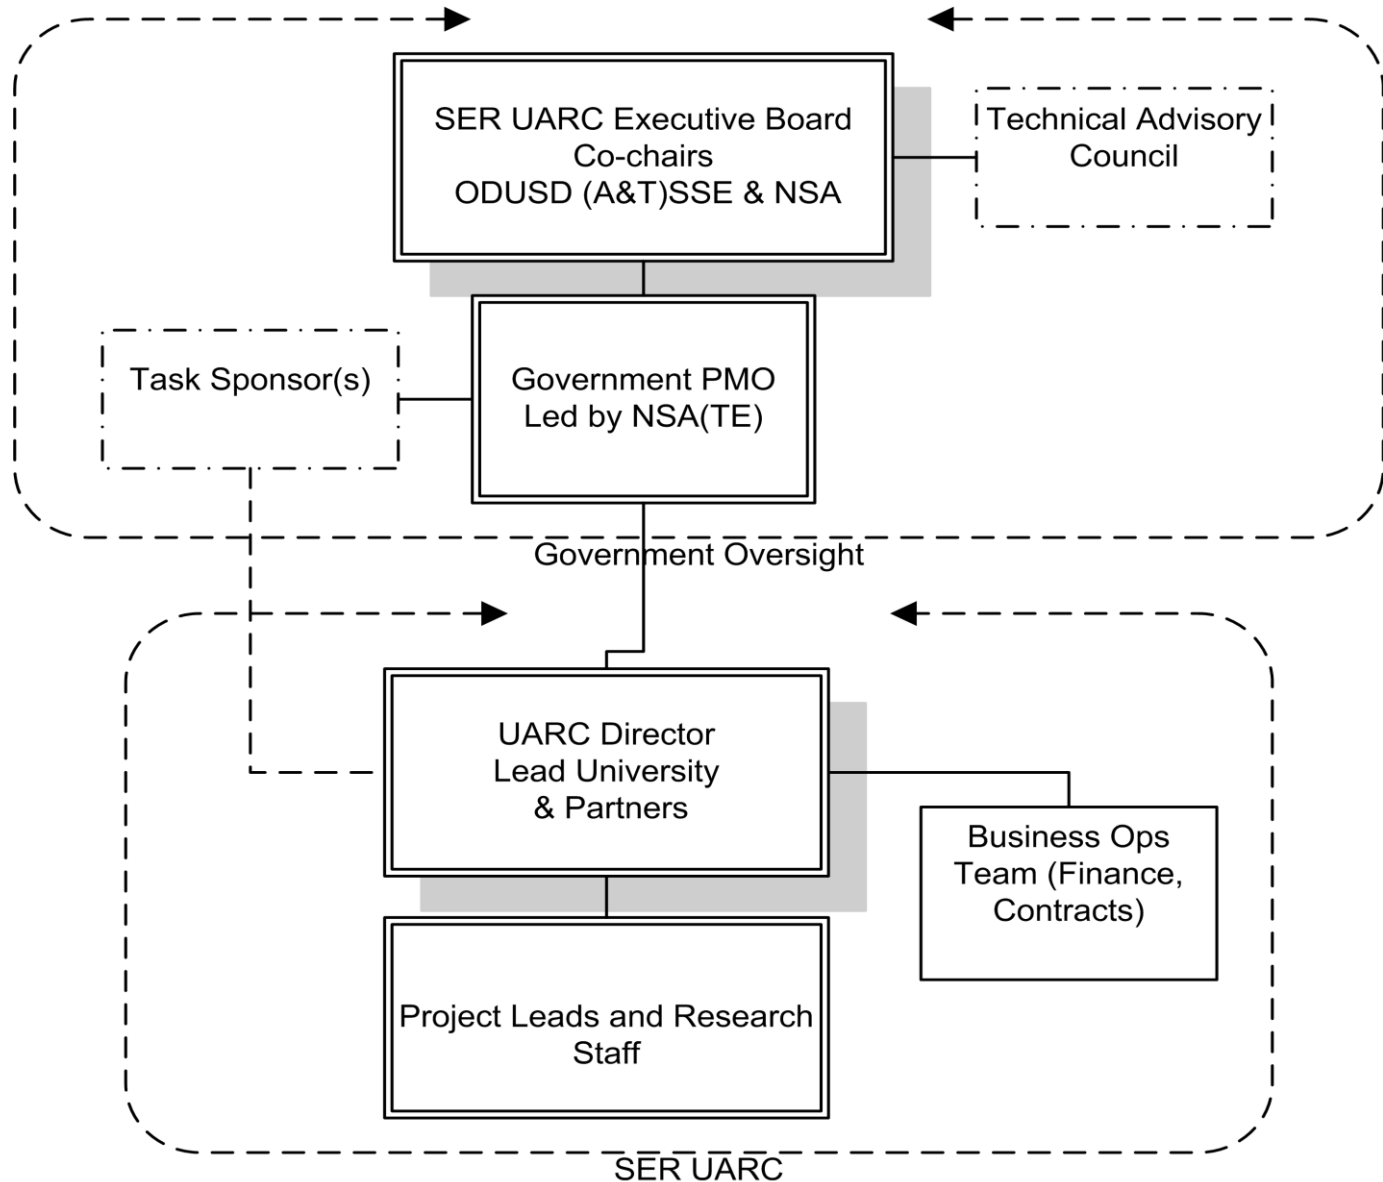 SER UARC Executive Board
Co-chairs
ODUSD (A&T)SSE & NSA
Technical Advisory
Council
Task Sponsor(s)
Government PMO
Led by NSA(TE)
Government Oversight
UARC Director
Lead University
& Partners
Business Ops
Team (Finance,
Contracts)
Project Leads and Research
Staff
SER UARC